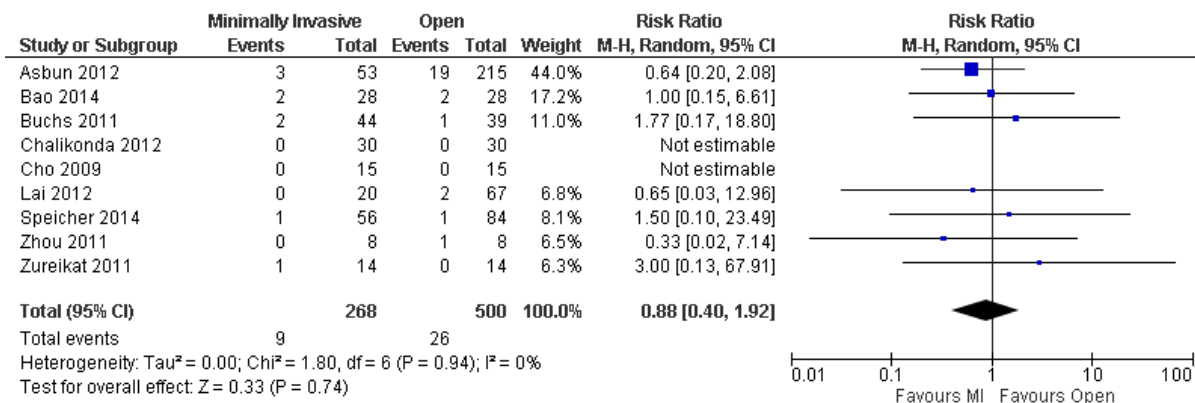 Minimally Invasive Open Risk Ratio Risk Ratio
Study or Subgroup Events Total Events Total Weight M-H, Random, 95% CI M-H, Random, 95% CI
Asbun 2012 3 53 19 215 44.0% 0.64 [0.20, 2.08]
Bao 2014 2 28 2 28 17.2% 1.00 [0.15, 6.61]
Buchs 2011 2 44 1 39 11.0% 1.77 [0.17, 18.80]
Chalikonda 2012 0 30 0 30 Not estimable
Cho 2009 0 15 0 15 Not estimable
Lai 2012 0 20 2 67 6.8% 0.65 [0.03, 12.96]
Speicher 2014 1 56 1 84 8.1% 1.50 [0.10, 23.49]
Zhou 2011 0 8 1 8 6.5% 0.33 [0.02, 7.14]
Zureikat 2011 1 14 0 14 6.3% 3.00 [0.13, 67.91]
Total (95% CI) 268 500 100.0% 0.88 [0.40, 1.92]
Total events 9 26
Heterogeneity: Tau² = 0.00; Chi² = 1.80, df = 6 (P = 0.94); I² = 0%
Test for overall effect: Z = 0.33 (P = 0.74)
0.01 0.1 1 10 100
Favours MI Favours Open